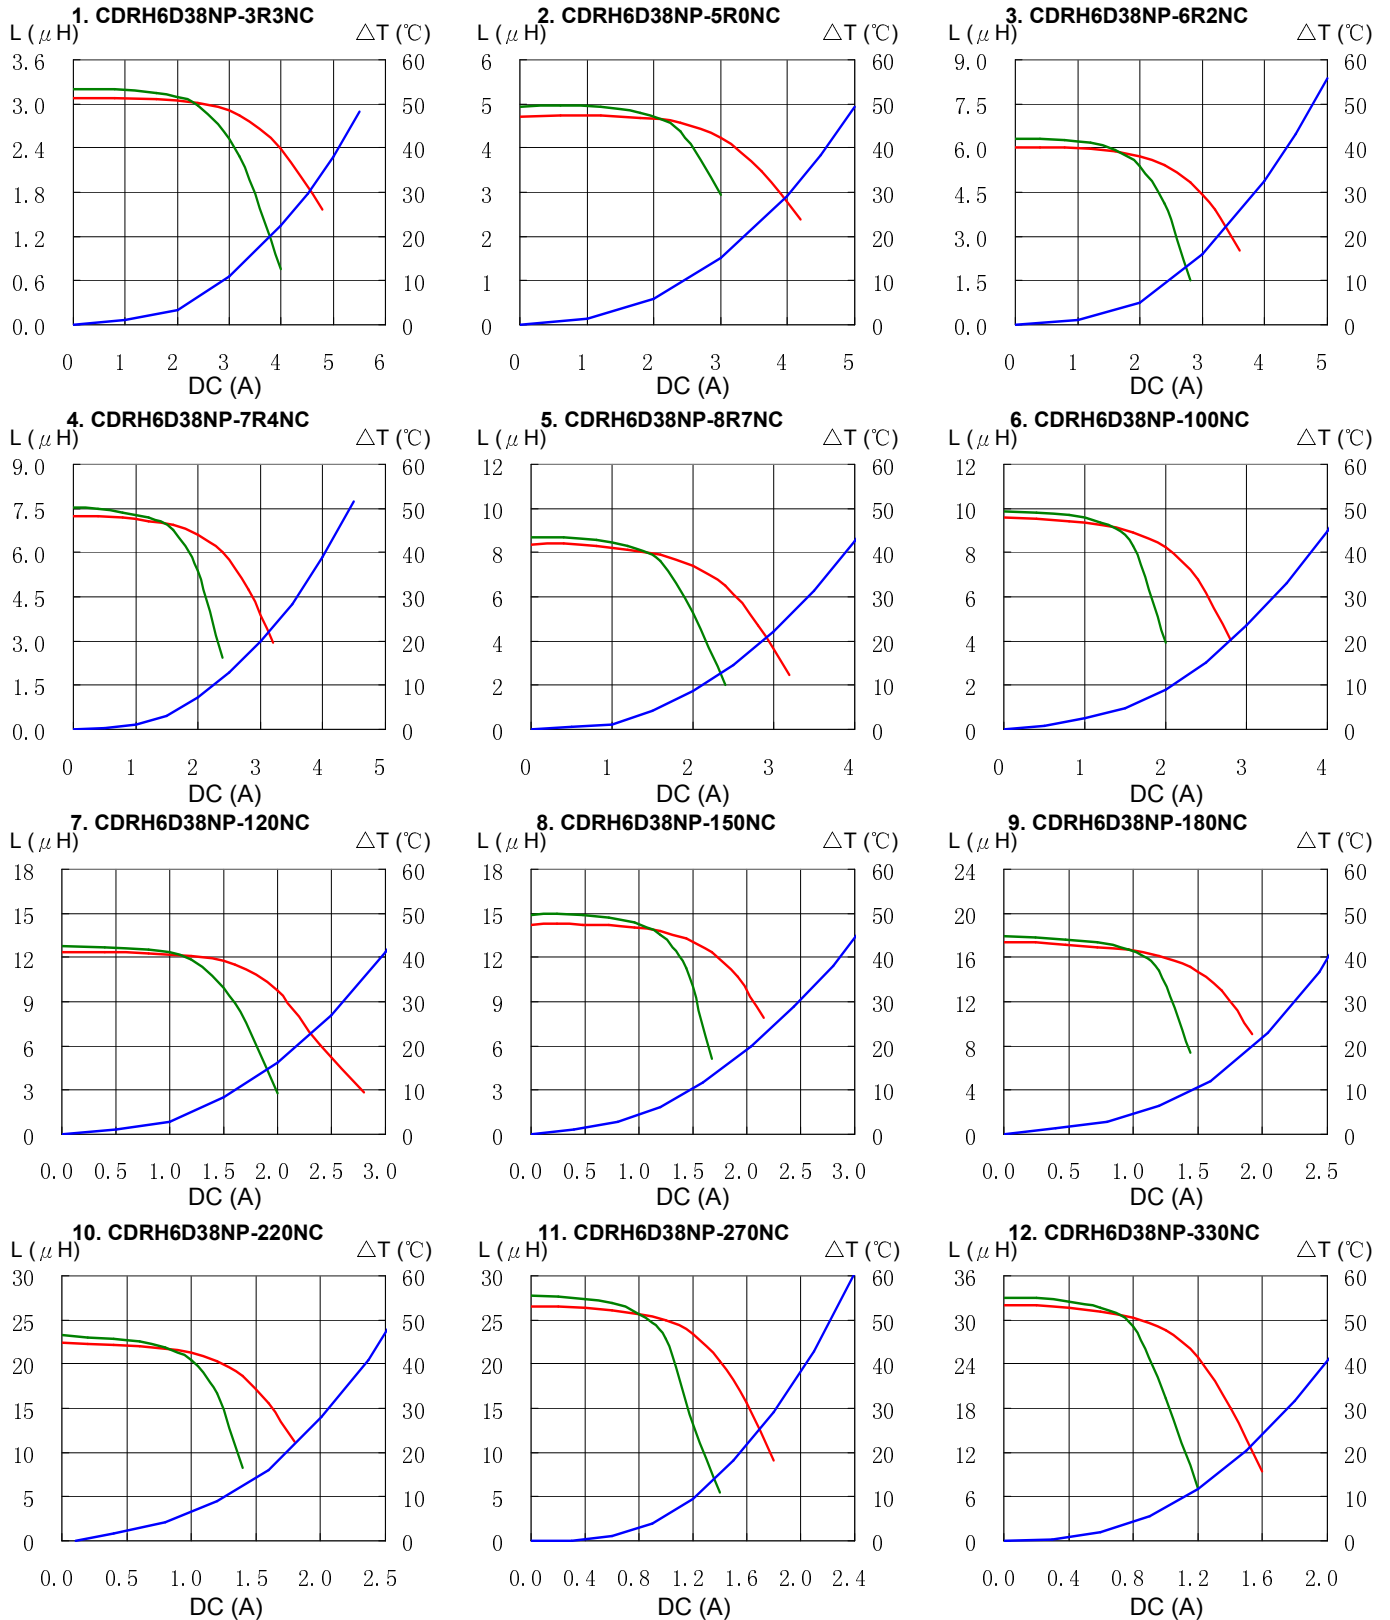 1. CDRH6D38NP-3R3NC
L (μ H) △T (℃)
3.6 60
3.0 50
2.4 40
1.8 30
1.2 20
0.6 10
0.0 0
0 1 2 3 4 5 6
DC (A)
2. CDRH6D38NP-5R0NC
L (μ H) △T (℃)
6 60
5 50
4 40
3 30
2 20
1 10
0 0
0 1 2 3 4 5
DC (A)
3. CDRH6D38NP-6R2NC
L (μ H) △T (℃)
9.0 60
7.5 50
6.0 40
4.5 30
3.0 20
1.5 10
0.0 0
0 1 2 3 4 5
DC (A)
4. CDRH6D38NP-7R4NC
L (μ H) △T (℃)
9.0 60
7.5 50
6.0 40
4.5 30
3.0 20
1.5 10
0.0 0
0 1 2 3 4 5
DC (A)
5. CDRH6D38NP-8R7NC
L (μ H) △T (℃)
12 60
10 50
8 40
6 30
4 20
2 10
0 0
0 1 2 3 4
DC (A)
6. CDRH6D38NP-100NC
L (μ H) △T (℃)
12 60
10 50
8 40
6 30
4 20
2 10
0 0
0 1 2 3 4
DC (A)
7. CDRH6D38NP-120NC
L (μ H) △T (℃)
18 60
15 50
12 40
9 30
6 20
3 10
0 0
0.0 0.5 1.0 1.5 2.0 2.5 3.0
DC (A)
8. CDRH6D38NP-150NC
L (μ H) △T (℃)
18 60
15 50
12 40
9 30
6 20
3 10
0 0
0.0 0.5 1.0 1.5 2.0 2.5 3.0
DC (A)
9. CDRH6D38NP-180NC
L (μ H) △T (℃)
24 60
20 50
16 40
12 30
8 20
4 10
0 0
0.0 0.5 1.0 1.5 2.0 2.5
DC (A)
10. CDRH6D38NP-220NC
L (μ H) △T (℃)
30 60
25 50
20 40
15 30
10 20
5 10
0 0
0.0 0.5 1.0 1.5 2.0 2.5
DC (A)
11. CDRH6D38NP-270NC
L (μ H) △T (℃)
30 60
25 50
20 40
15 30
10 20
5 10
0 0
0.0 0.4 0.8 1.2 1.6 2.0 2.4
DC (A)
12. CDRH6D38NP-330NC
L (μ H) △T (℃)
36 60
30 50
24 40
18 30
12 20
6 10
0 0
0.0 0.4 0.8 1.2 1.6 2.0
DC (A)